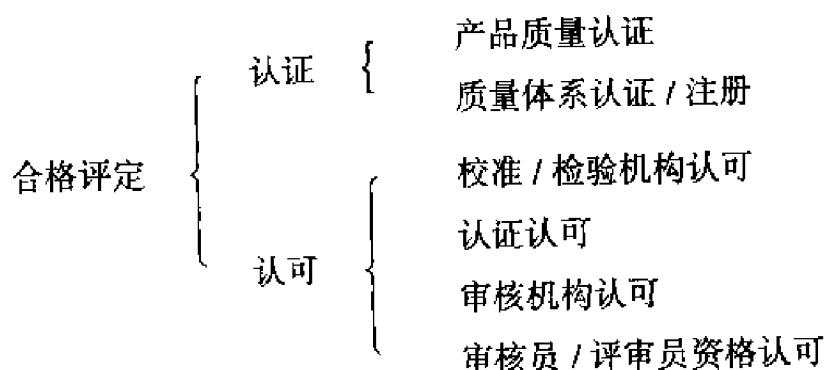 合格评定
认证
产品质量认证
质量体系认证 / 注册
认可
校准 / 检验机构认可
认证认可
审核机构认可
审核员 / 评审员资格认可